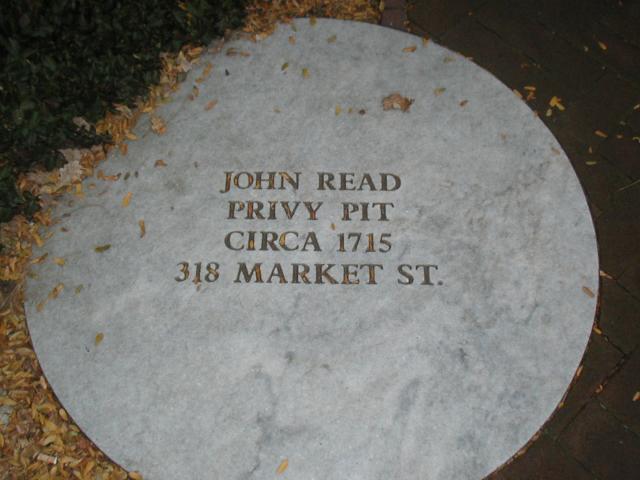 JOHN READ
PRIVY PIT
CIRCA 1715
318 MARKET ST.